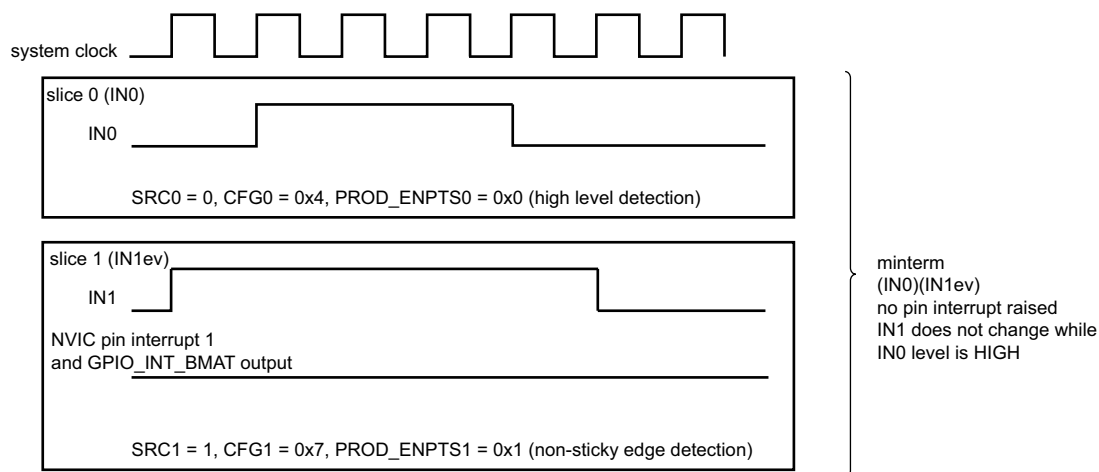 system clock
slice 0 (IN0)
IN0
SRC0 = 0, CFG0 = 0x4, PROD_ENPTS0 = 0x0 (high level detection)
slice 1 (IN1ev)
IN1
NVIC pin interrupt 1
and GPIO_INT_BMAT output
SRC1 = 1, CFG1 = 0x7, PROD_ENPTS1 = 0x1 (non-sticky edge detection)
minterm
(IN0)(IN1ev)
no pin interrupt raised
IN1 does not change while
IN0 level is HIGH